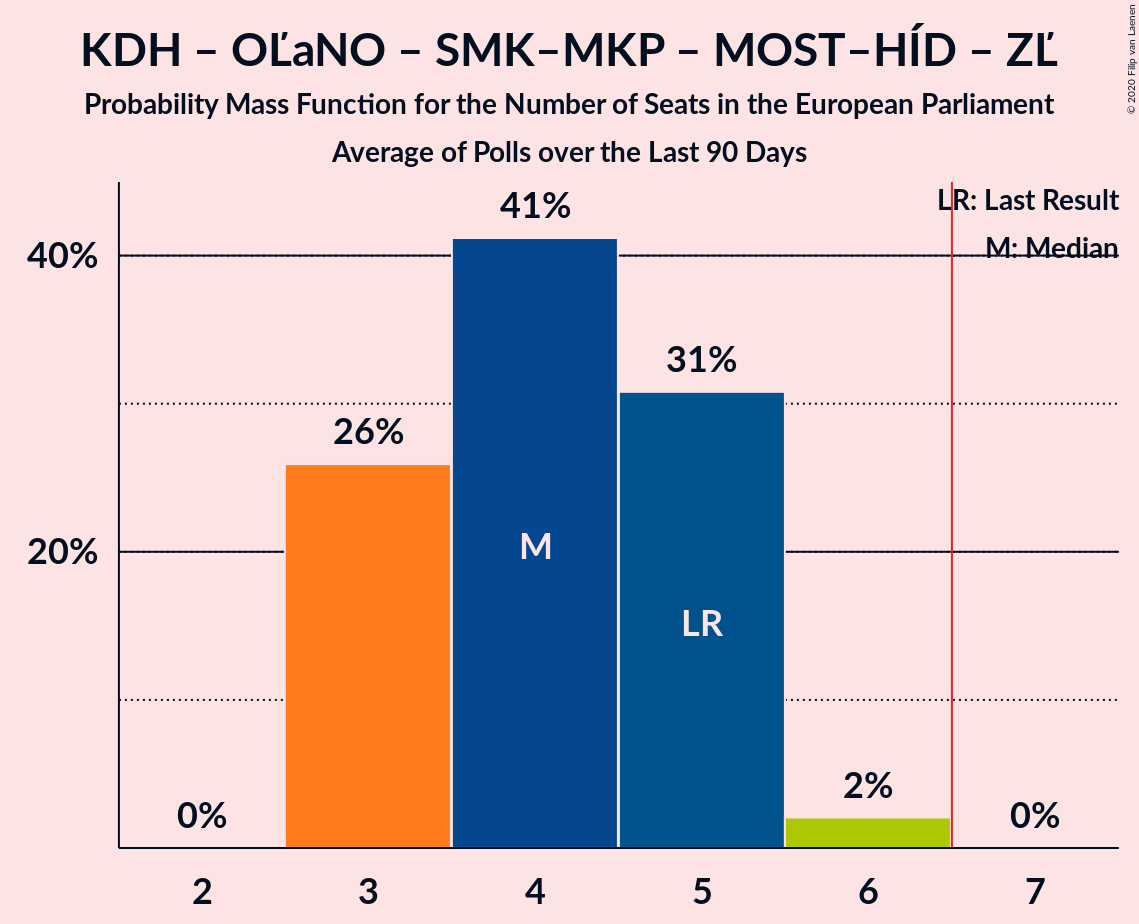 KDH – OĽaNO – SMK–MKP – MOST–HÍD – ZĽ
Probability Mass Function for the Number of Seats in the European Parliament
Average of Polls over the Last 90 Days
© 2020 Filip van Laenen
LR: Last Result
M: Median
41%
40%
31%
26%
20%
M
LR
2%
0%
0%
2 3 4 5 6 7